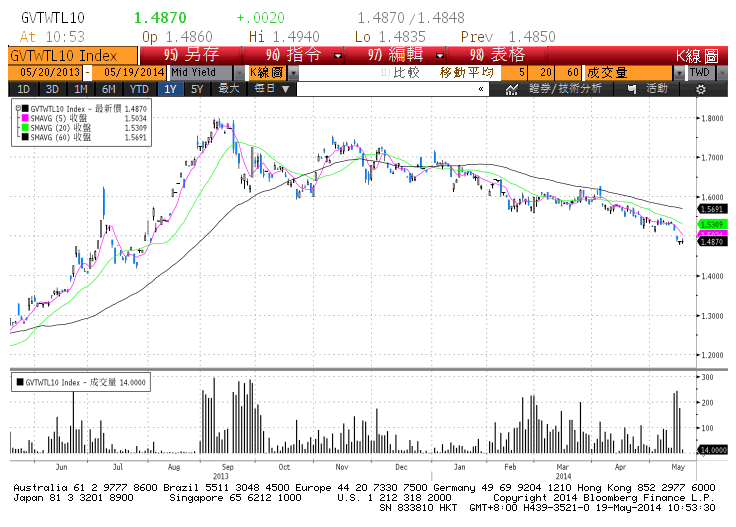 GVTWTL10 1.4870 +.0020 1.4870 / 1.4848
At 10:53 Op 1.4860 Hi 1.4940 Lo 1.4835 Prev 1.4850
GVTWTL10 Index 95) 另存 96) 指令 97) 編輯 98) 表格 K線圖
05/20/2013 - 05/19/2014 Mid Yield K線圖 比較 移動平均 5 20 60 成交量 TWD
1D 3D 1M 6M YTD 1Y 5Y 最大 每日 ▼ « 證券/技術分析 活動
GVTWTL10 Index - 最新價 1.4870
SMAVG (5) 收盤 1.5034
SMAVG (20) 收盤 1.5309
SMAVG (60) 收盤 1.5691
1.8000
1.7000
1.6000
1.5691
1.5309
1.5034
1.4870
1.4000
1.3000
1.2000
GVTWTL10 Index - 成交量 14.0000
300
200
100
14.0000
Jun Jul Aug Sep Oct Nov Dec Jan Feb Mar Apr May
2013 2014
Australia 61 2 9777 8600 Brazil 5511 3048 4500 Europe 44 20 7330 7500 Germany 49 69 9204 1210 Hong Kong 852 2977 6000
Japan 81 3 3201 8900 Singapore 65 6212 1000 U.S. 1 212 318 2000 Copyright 2014 Bloomberg Finance L.P.
SN 833810 HKT GMT+8:00 H439-3521-0 19-May-2014 10:53:30